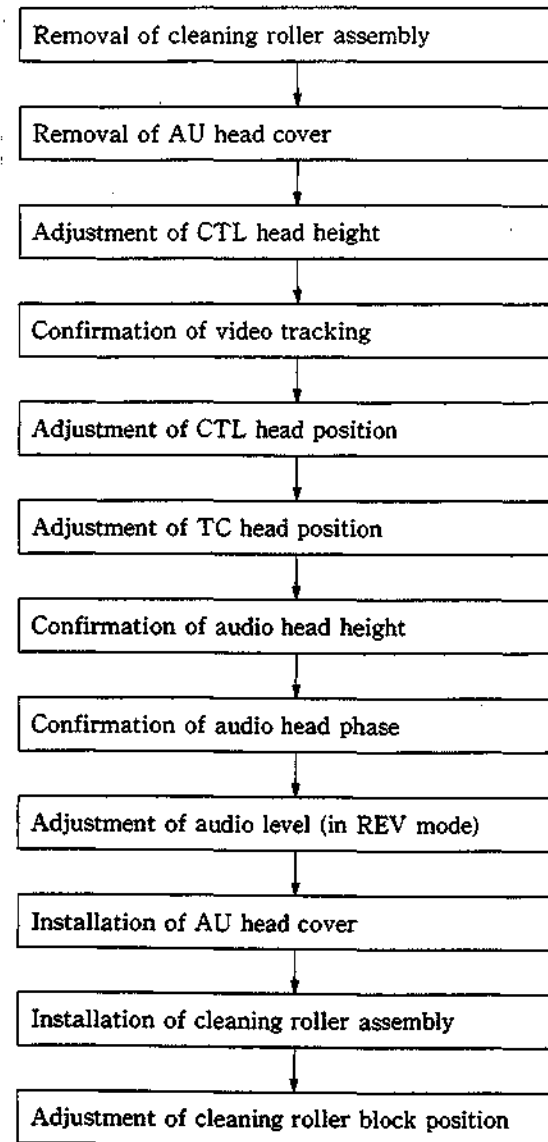 Removal of cleaning roller assembly
Removal of AU head cover
Adjustment of CTL head height
Confirmation of video tracking
Adjustment of CTL head position
Adjustment of TC head position
Confirmation of audio head height
Confirmation of audio head phase
Adjustment of audio level (in REV mode)
Installation of AU head cover
Installation of cleaning roller assembly
Adjustment of cleaning roller block position